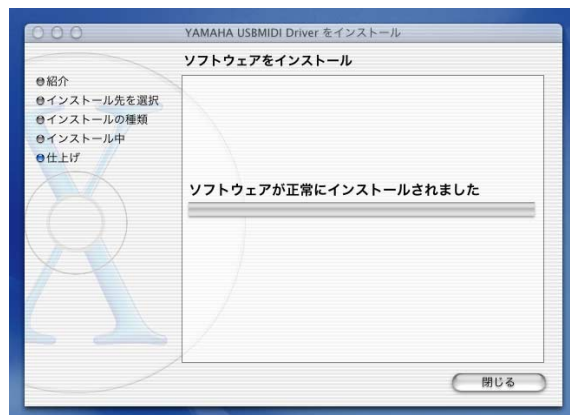 YAMAHA USBMIDI Driver をインストール
ソフトウェアをインストール
紹介
インストール先を選択
インストールの種類
インストール中
仕上げ
ソフトウェアが正常にインストールされました
閉じる